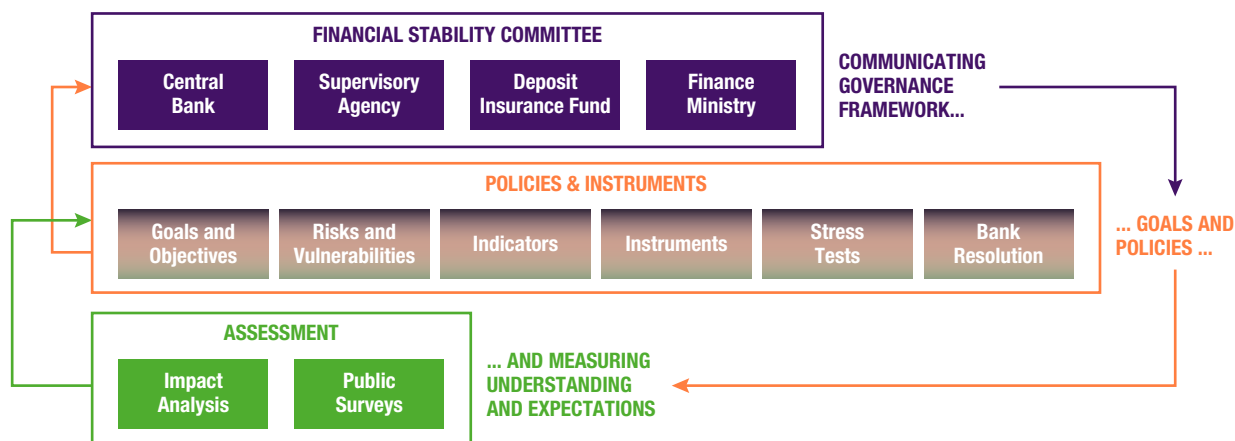 FINANCIAL STABILITY COMMITTEE
Central
Bank
Supervisory
Agency
Deposit
Insurance Fund
Finance
Ministry
COMMUNICATING
GOVERNANCE
FRAMEWORK...
POLICIES & INSTRUMENTS
Goals and
Objectives
Risks and
Vulnerabilities
Indicators
Instruments
Stress
Tests
Bank
Resolution
... GOALS AND
POLICIES ...
ASSESSMENT
Impact
Analysis
Public
Surveys
... AND MEASURING
UNDERSTANDING
AND EXPECTATIONS